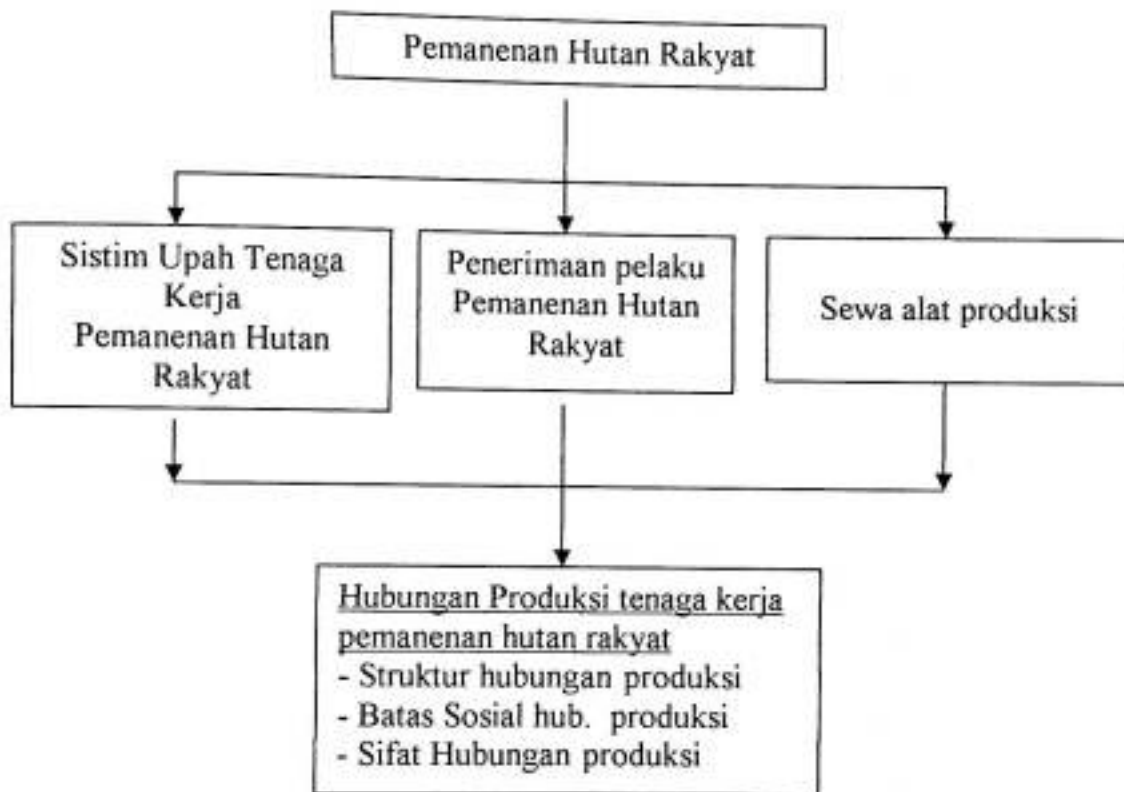 Pemanenan Hutan Rakyat
Sistim Upah Tenaga
Kerja
Pemanenan Hutan
Rakyat
Penerimaan pelaku
Pemanenan Hutan
Rakyat
Sewa alat produksi
Hubungan Produksi tenaga kerja
pemanenan hutan rakyat
- Struktur hubungan produksi
- Batas Sosial hub. produksi
- Sifat Hubungan produksi